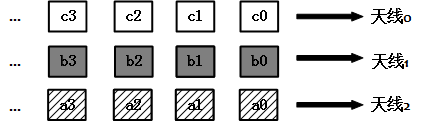 ... c3 c2 c1 c0 天线₀
... b3 b2 b1 b0 天线₁
... a3 a2 a1 a0 天线₂